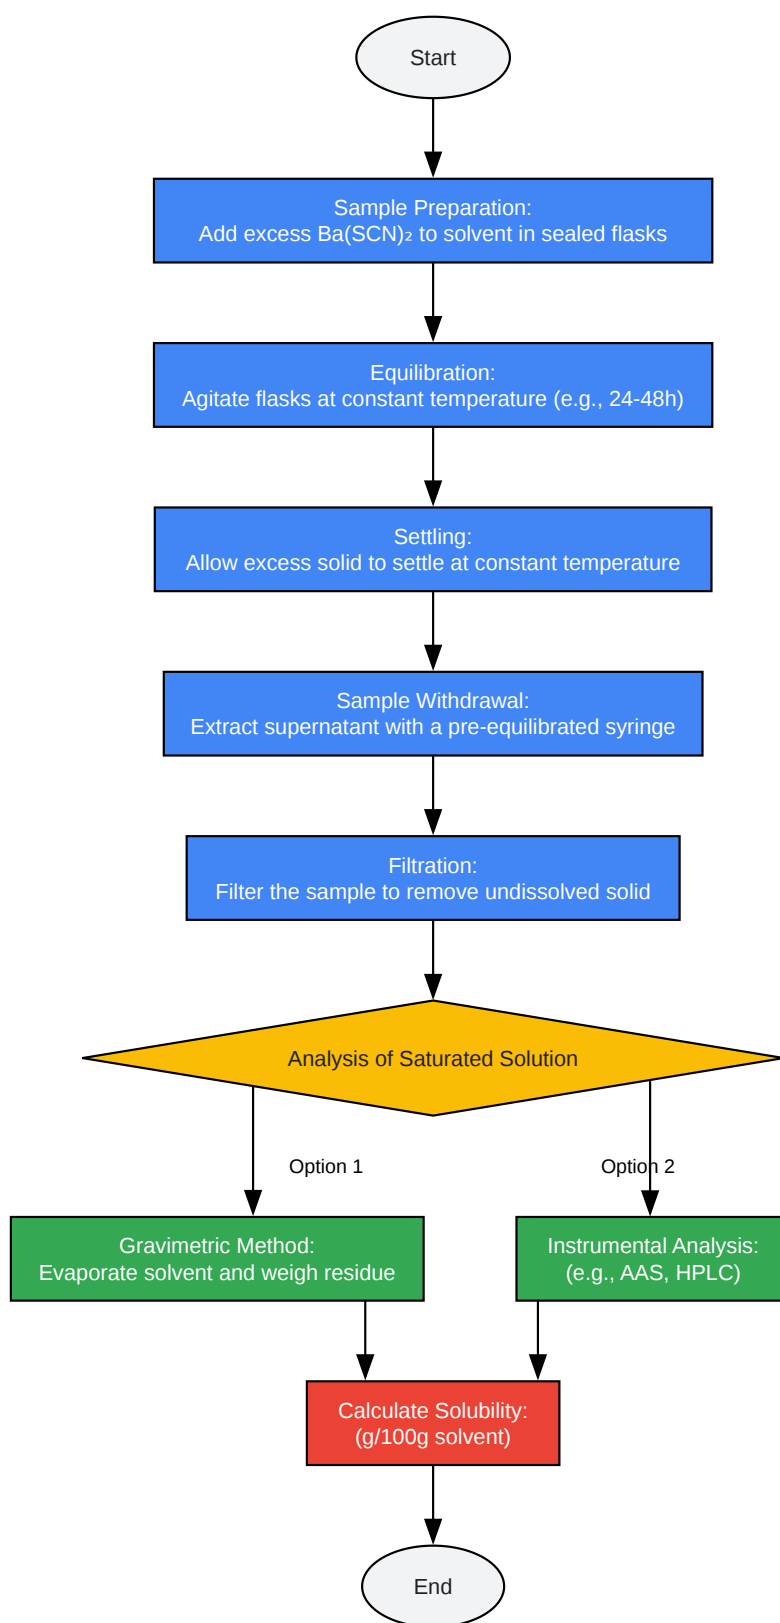 Start
Sample Preparation:
Add excess Ba(SCN)₂ to solvent in sealed flasks
Equilibration:
Agitate flasks at constant temperature (e.g., 24-48h)
Settling:
Allow excess solid to settle at constant temperature
Sample Withdrawal:
Extract supernatant with a pre-equilibrated syringe
Filtration:
Filter the sample to remove undissolved solid
Analysis of Saturated Solution
Option 1
Option 2
Gravimetric Method:
Evaporate solvent and weigh residue
Instrumental Analysis:
(e.g., AAS, HPLC)
Calculate Solubility:
(g/100g solvent)
End